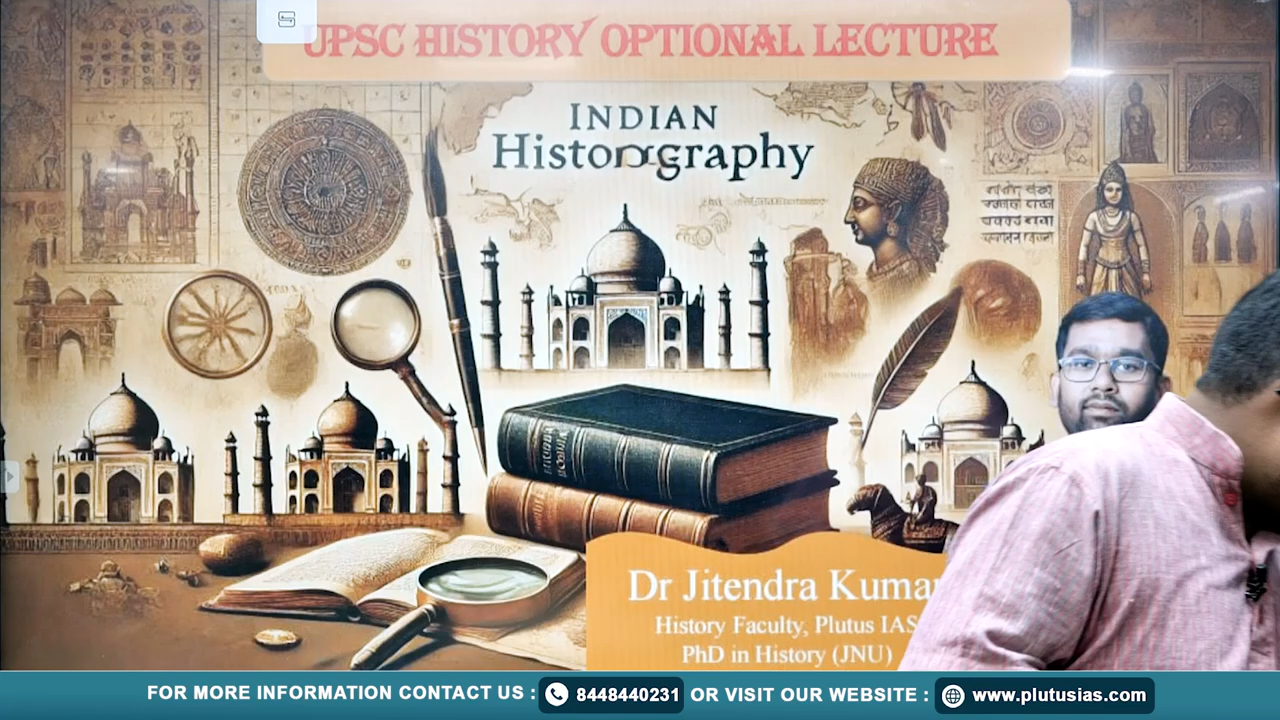 UPSC HISTORY OPTIONAL LECTURE
INDIAN
Historography
Dr Jitendra Kumar
History Faculty, Plutus IAS
PhD in History (JNU)
FOR MORE INFORMATION CONTACT US : 8448440231 OR VISIT OUR WEBSITE : www.plutusias.com